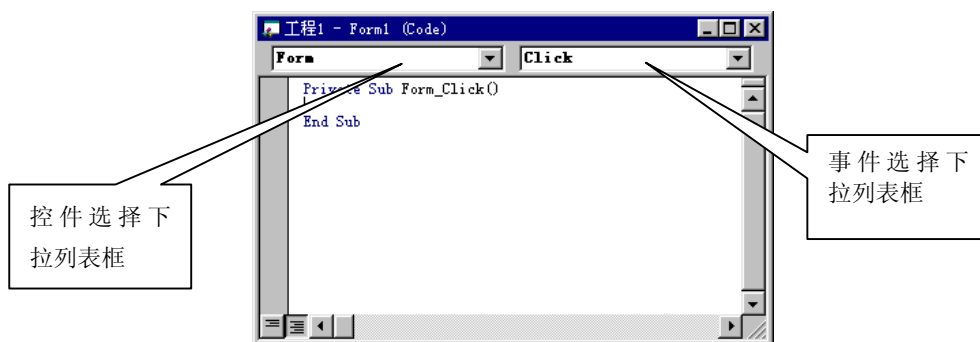 工程1 - Form1 (Code)
Form
Click
Private Sub Form_Click()
End Sub
控件选择下
拉列表框
事件选择下
拉列表框